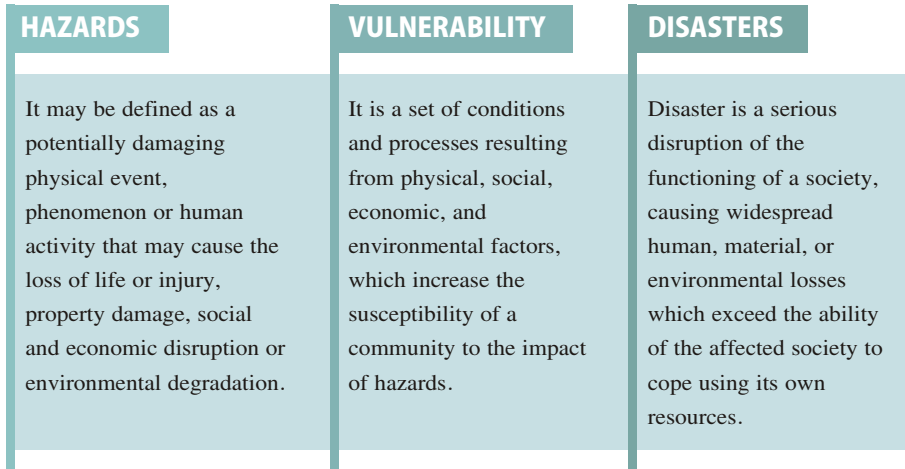 HAZARDS
It may be defined as a
potentially damaging
physical event,
phenomenon or human
activity that may cause the
loss of life or injury,
property damage, social
and economic disruption or
environmental degradation.
VULNERABILITY
It is a set of conditions
and processes resulting
from physical, social,
economic, and
environmental factors,
which increase the
susceptibility of a
community to the impact
of hazards.
DISASTERS
Disaster is a serious
disruption of the
functioning of a society,
causing widespread
human, material, or
environmental losses
which exceed the ability
of the affected society to
cope using its own
resources.